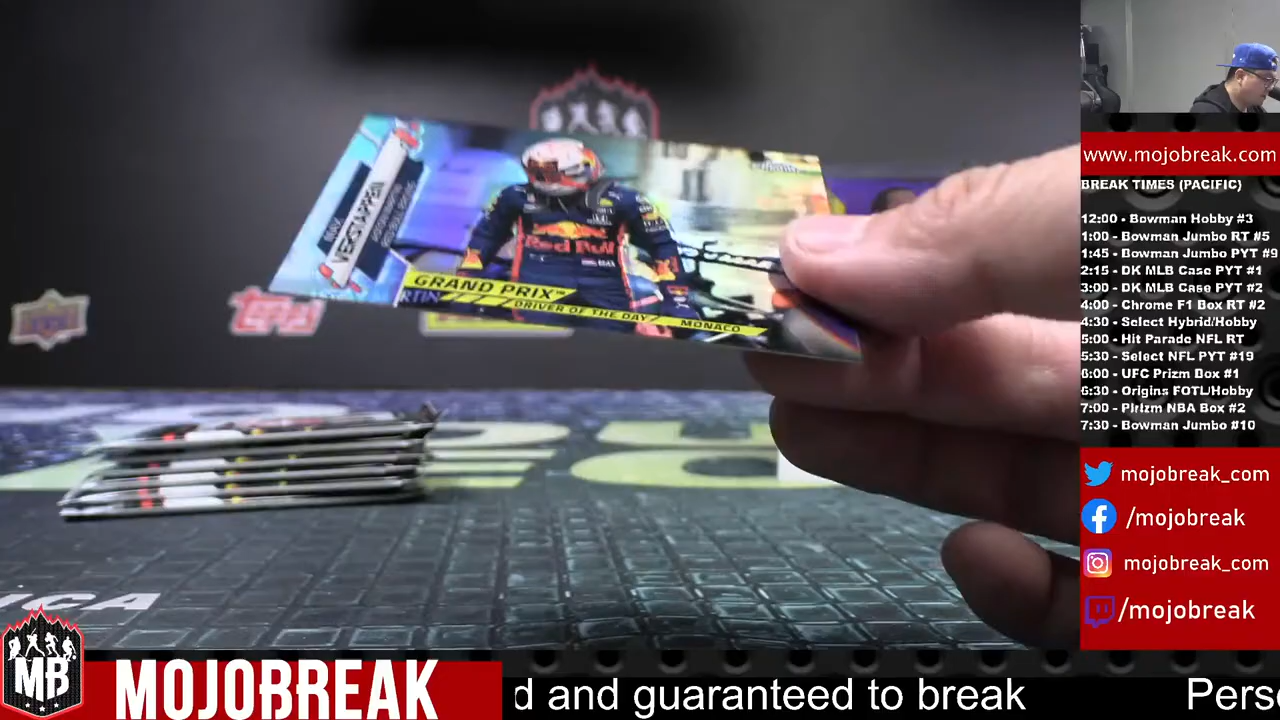 VERSTAPPEN
GRAND PRIX™
DRIVER OF THE DAY
MONACO
Red Bull
topps
www.mojobreak.com
BREAK TIMES (PACIFIC)
12:00 - Bowman Hobby #3
1:00 - Bowman Jumbo RT #5
1:45 - Bowman Jumbo PYT #9
2:15 - DK MLB Case PYT #1
3:00 - DK MLB Case PYT #2
4:00 - Chrome F1 Box RT #2
4:30 - Select Hybrid/Hobby
5:00 - Hit Parade NFL RT
5:30 - Select NFL PYT #19
6:00 - UFC Prizm Box #1
6:30 - Origins FOTL/Hobby
7:00 - Plrizm NBA Box #2
7:30 - Bowman Jumbo #10
mojobreak_com
/mojobreak
mojobreak_com
/mojobreak
MB
MOJOBREAK
d and guaranteed to break Pers